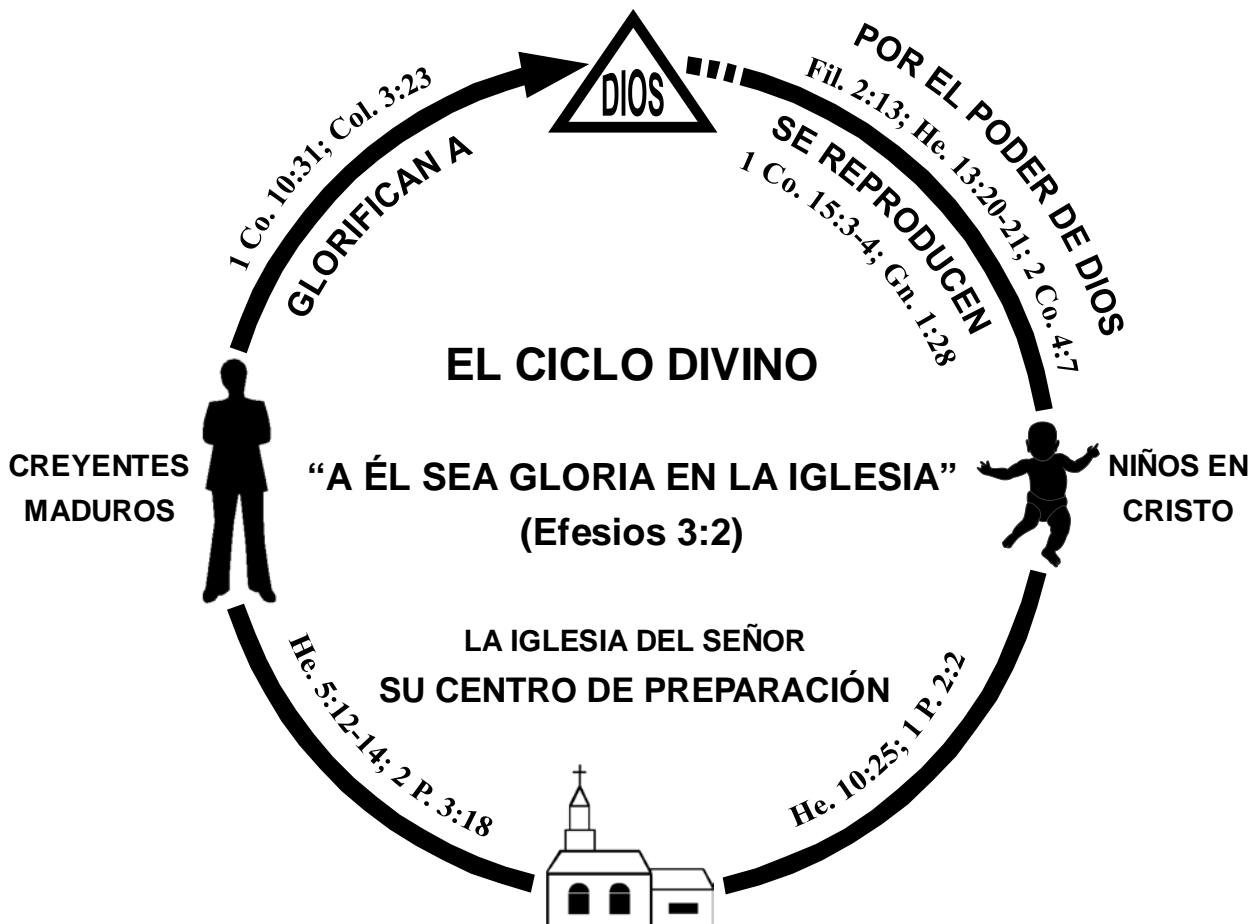 DIOS
POR EL PODER DE DIOS
Fil. 2:13; He. 13:20-21; 2 Co. 4:7
SE REPRODUCEN
1 Co. 15:3-4; Gn. 1:28
1 Co. 10:31; Col. 3:23
GLORIFICAN A
EL CICLO DIVINO
CREYENTES
MADUROS
“A ÉL SEA GLORIA EN LA IGLESIA”
(Efesios 3:2)
NIÑOS EN
CRISTO
LA IGLESIA DEL SEÑOR
SU CENTRO DE PREPARACIÓN
He. 5:12-14; 2 P. 3:18
He. 10:25; 1 P. 2:2